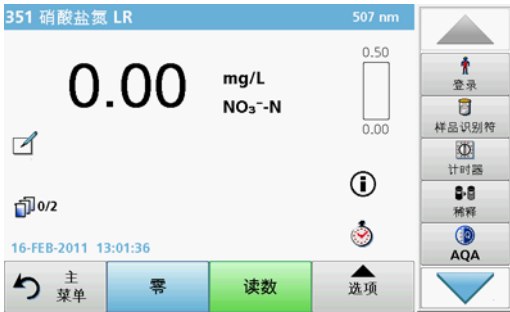 351 硝酸盐氮 LR 507 nm
0.50
0.00 mg/L
NO₃⁻-N
0.00
0/2
16-FEB-2011 13:01:36
主
菜单
零
读数
选项
登录
样品识别符
计时器
稀释
AQA